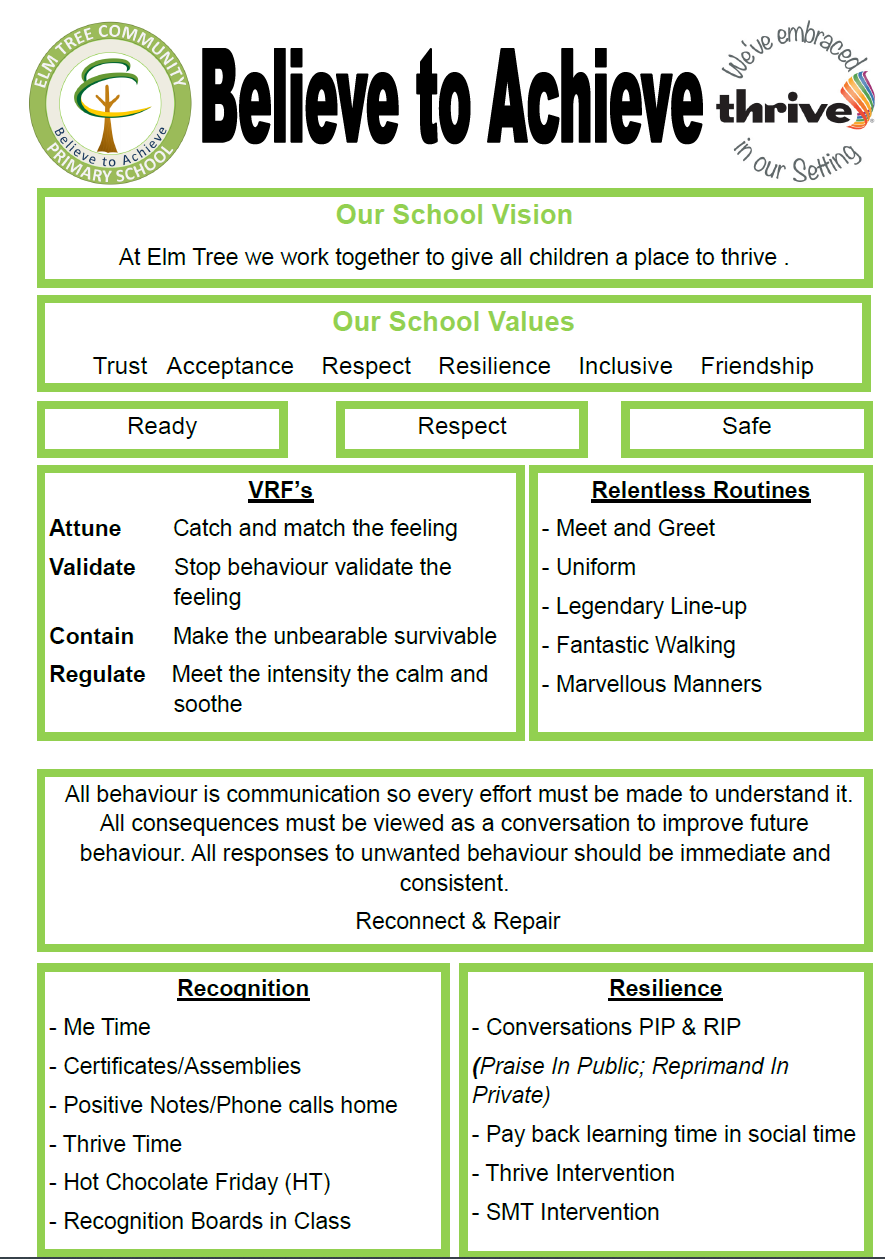 ELM TREE COMMUNITY
Believe to Achieve
PRIMARY SCHOOL
Believe to Achieve
We've embraced
thrive
in our Setting
Our School Vision
At Elm Tree we work together to give all children a place to thrive .
Our School Values
Trust Acceptance Respect Resilience Inclusive Friendship
Ready
Respect
Safe
VRF's
Attune Catch and match the feeling
Validate Stop behaviour validate the
feeling
Contain Make the unbearable survivable
Regulate Meet the intensity the calm and
soothe
Relentless Routines
- Meet and Greet
- Uniform
- Legendary Line-up
- Fantastic Walking
- Marvellous Manners
All behaviour is communication so every effort must be made to understand it.
All consequences must be viewed as a conversation to improve future
behaviour. All responses to unwanted behaviour should be immediate and
consistent.
Reconnect & Repair
Recognition
- Me Time
- Certificates/Assemblies
- Positive Notes/Phone calls home
- Thrive Time
- Hot Chocolate Friday (HT)
- Recognition Boards in Class
Resilience
- Conversations PIP & RIP
(Praise In Public; Reprimand In
Private)
- Pay back learning time in social time
- Thrive Intervention
- SMT Intervention